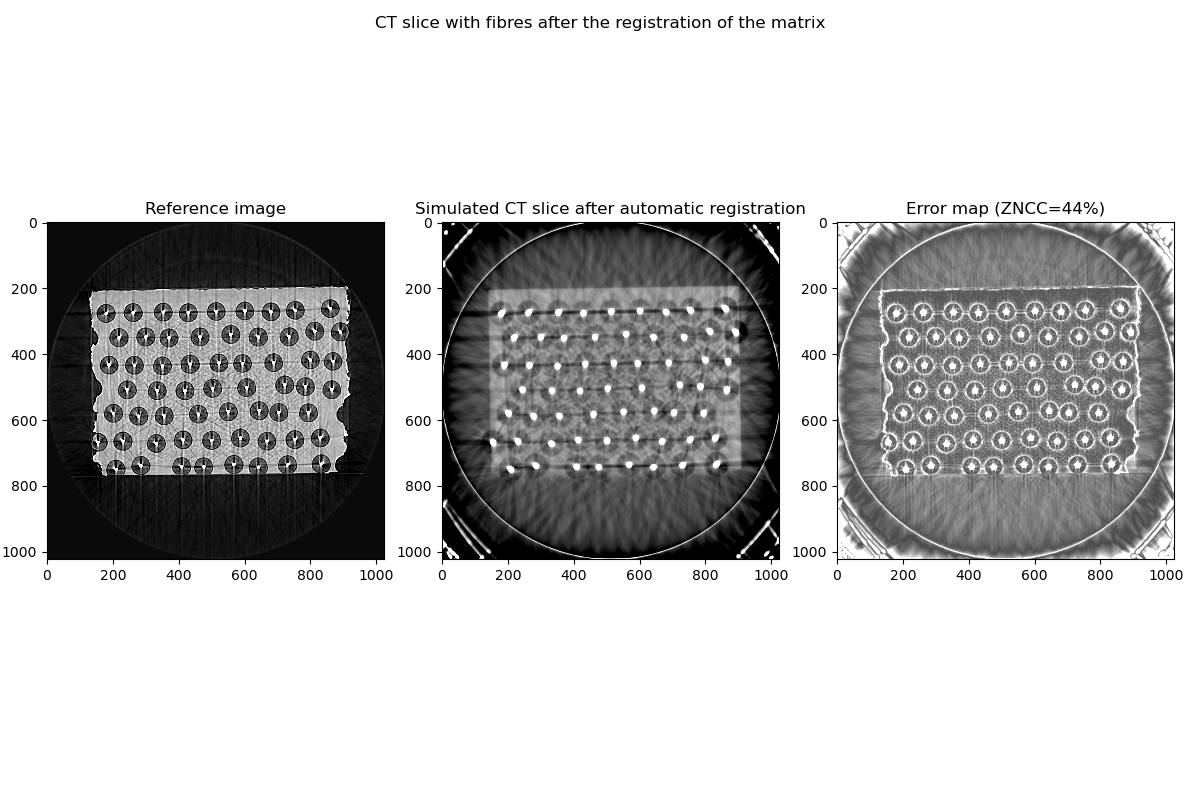 CT slice with fibres after the registration of the matrix
Reference image
Simulated CT slice after automatic registration
Error map (ZNCC=44%)
0
200
400
600
800
1000
0 200 400 600 800 1000
0
200
400
600
800
1000
0 200 400 600 800 1000
0
200
400
600
800
1000
0 200 400 600 800 1000